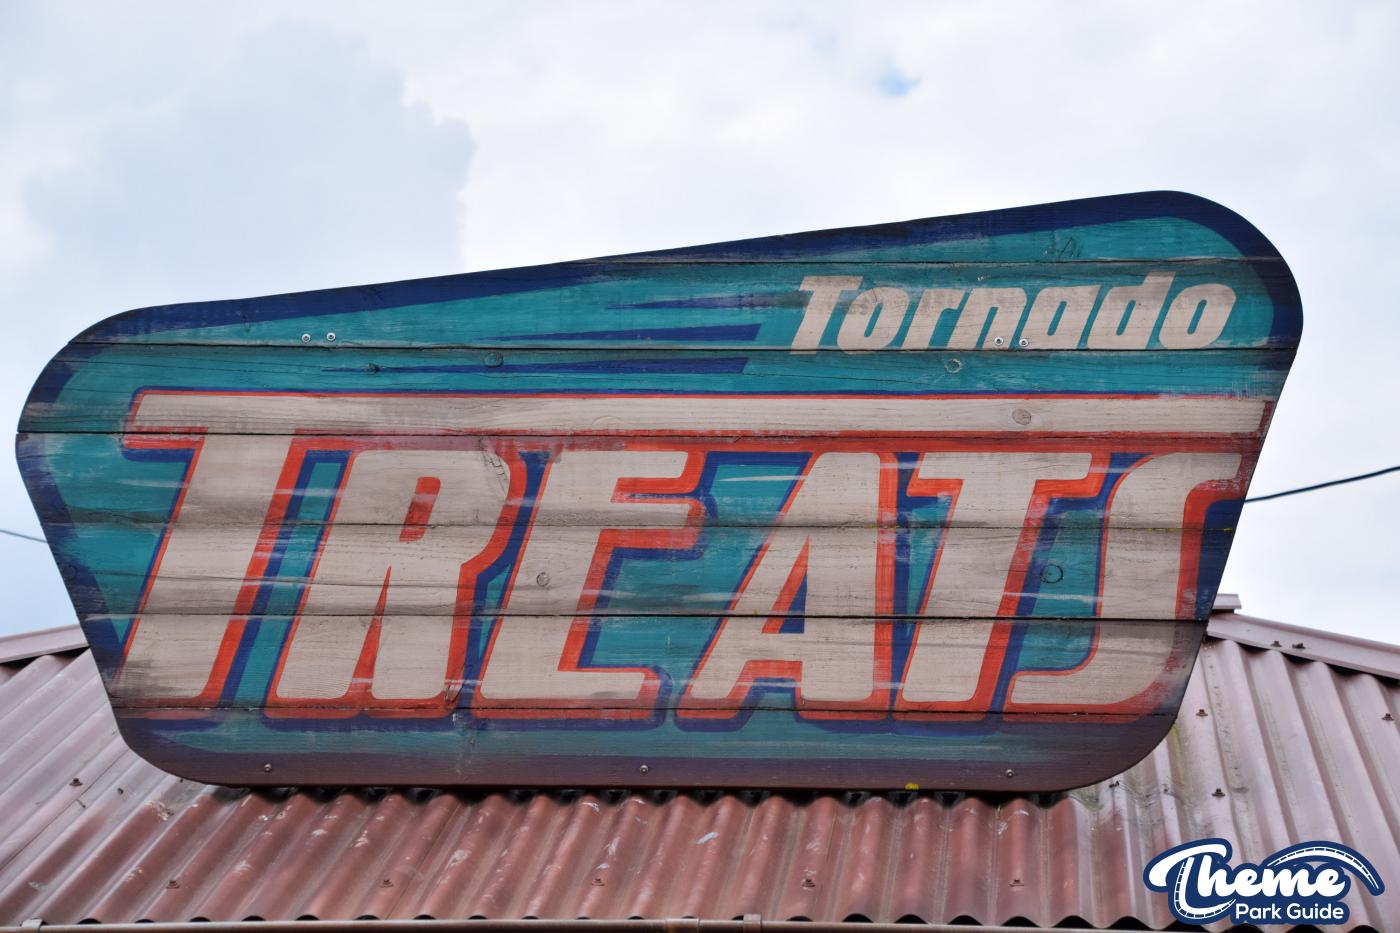 Tornado
TREATS
Theme
Park Guide